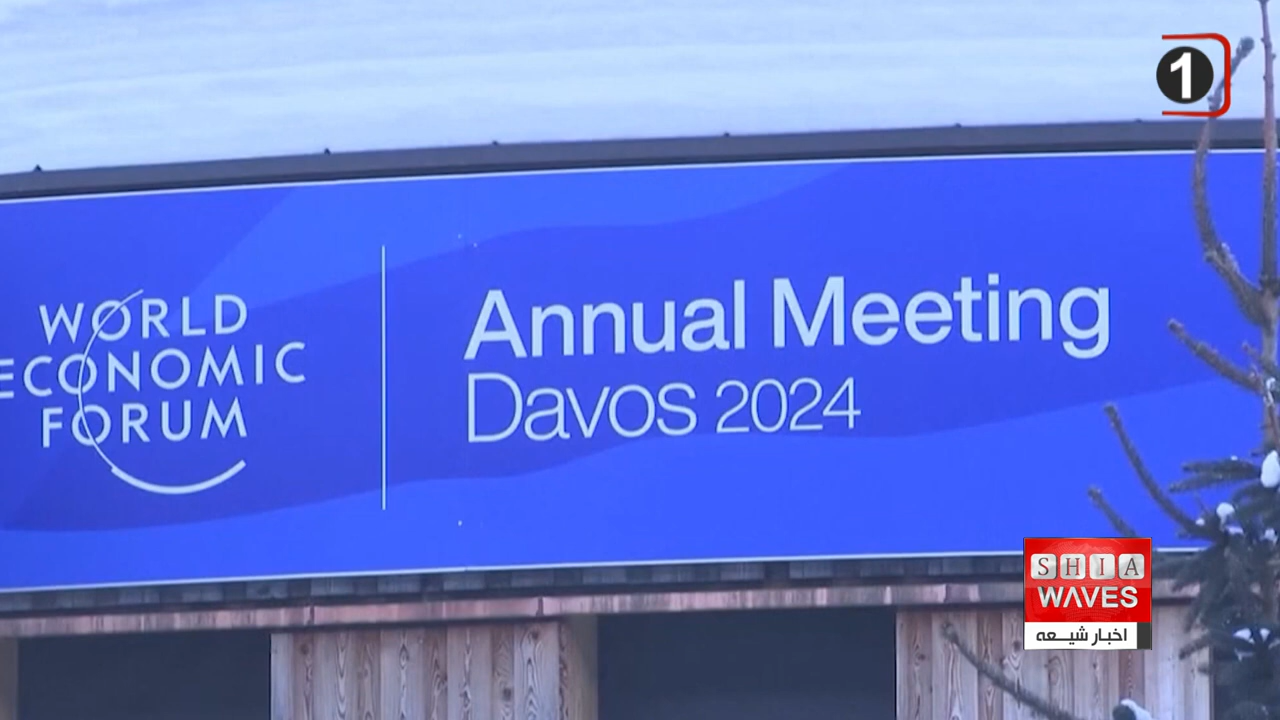 1
WORLD
ECONOMIC
FORUM
Annual Meeting
Davos 2024
SHIA
WAVES
اخبار شیعه